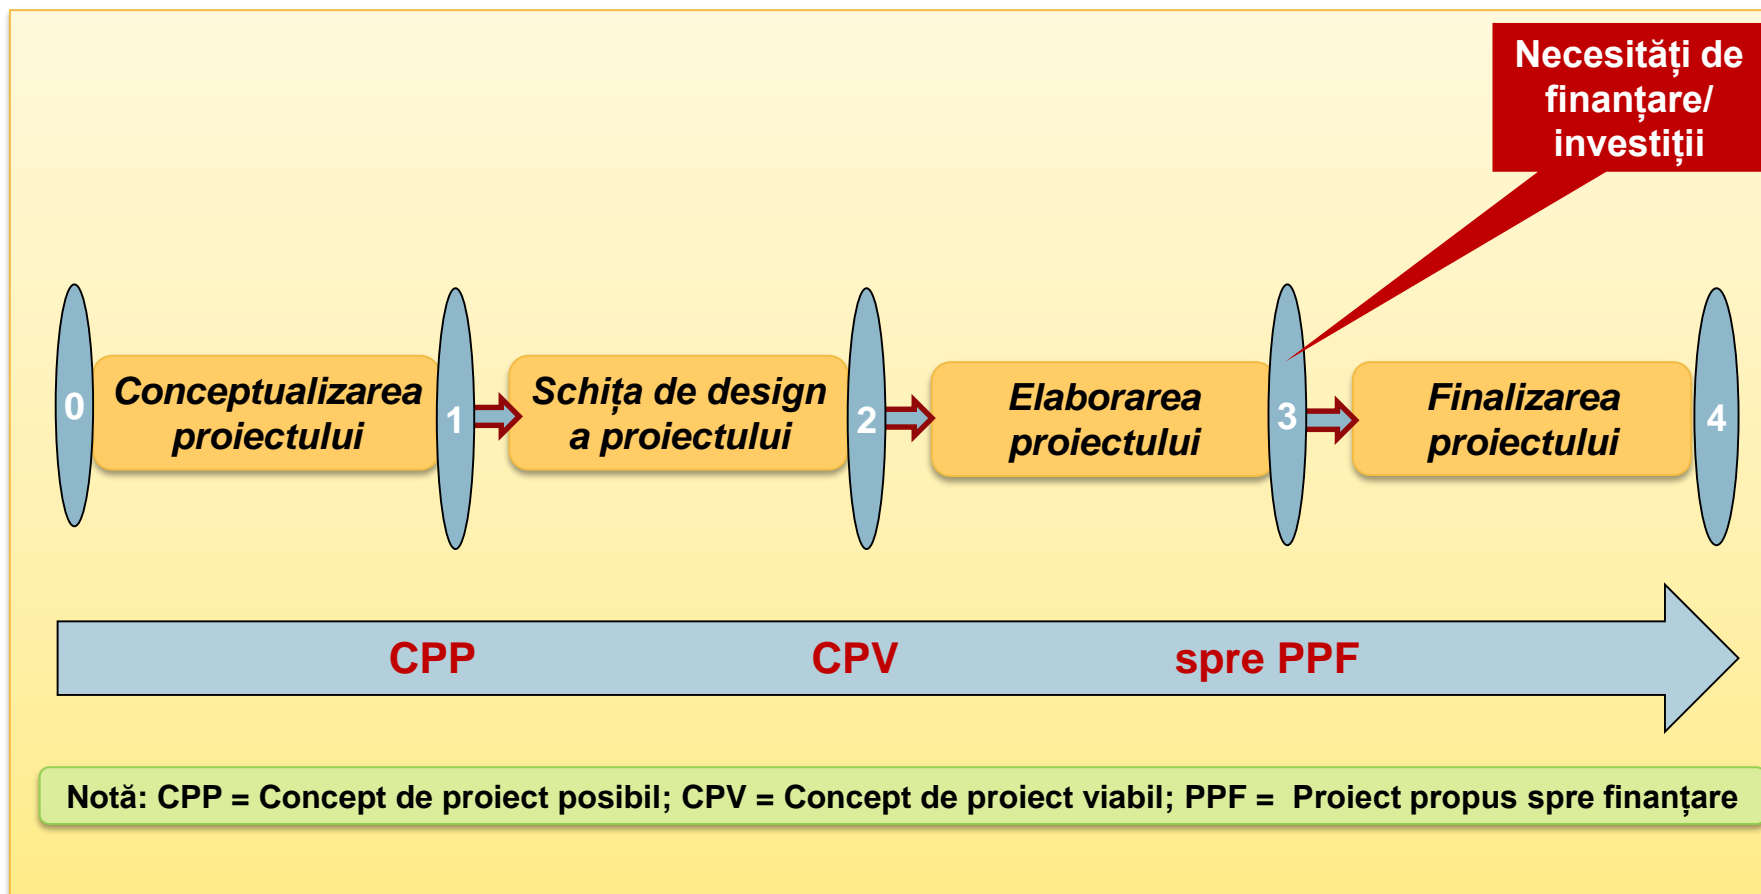 Necesități de
finanțare/
investiții
0
Conceptualizarea
proiectului
1
Schița de design
a proiectului
2
Elaborarea
proiectului
3
Finalizarea
proiectului
4
CPP
CPV
spre PPF
Notă: CPP = Concept de proiect posibil; CPV = Concept de proiect viabil; PPF = Proiect propus spre finanțare